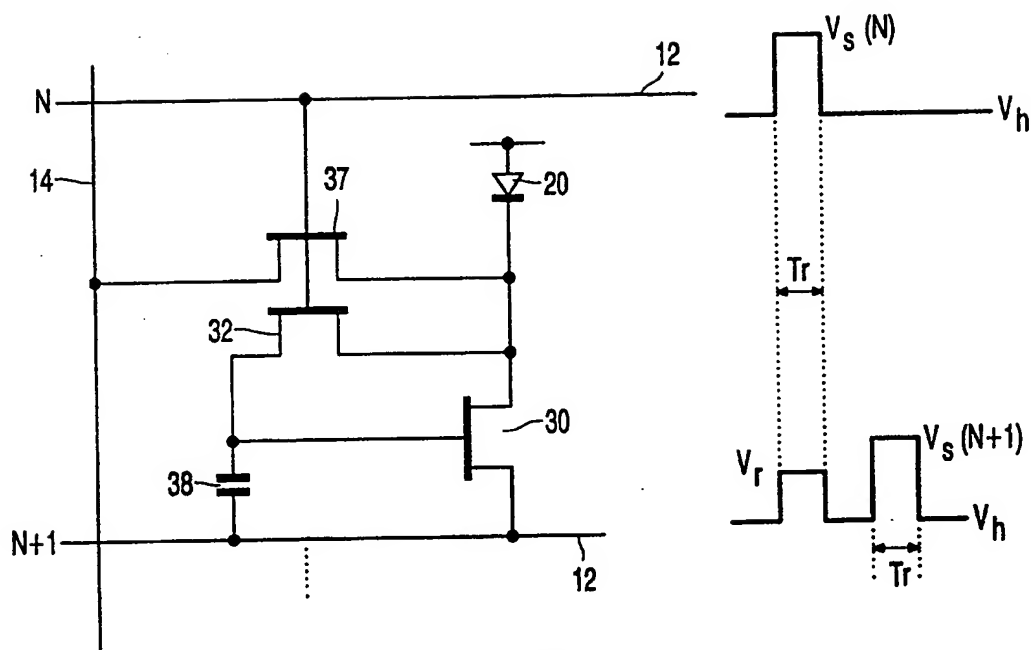 N
12
V_s (N)
V_h
14
37
20
Tr
32
30
38
V_r
V_s (N+1)
V_h
N+1
12
Tr